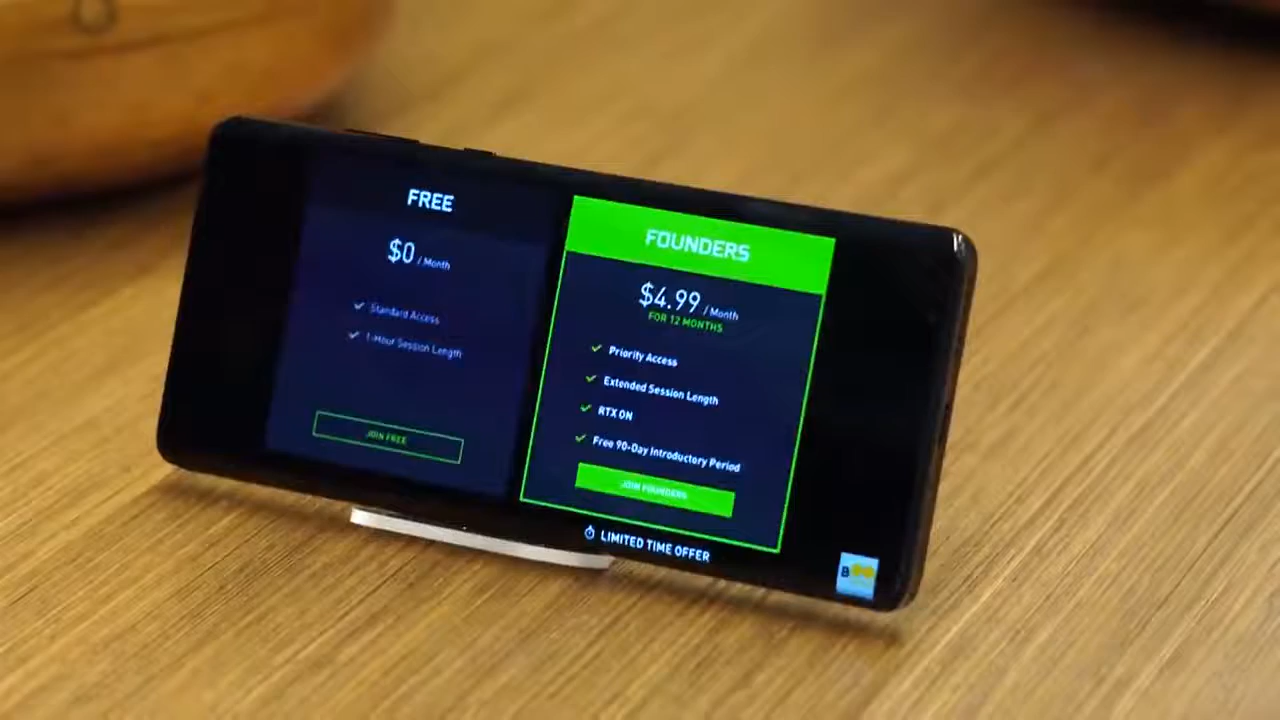 FREE
$0 / Month
Standard Access
1-Hour Session Length
JOIN FREE
FOUNDERS
$4.99 / Month
FOR 12 MONTHS
Priority Access
Extended Session Length
RTX ON
Free 90-Day Introductory Period
JOIN FOUNDERS
LIMITED TIME OFFER
B